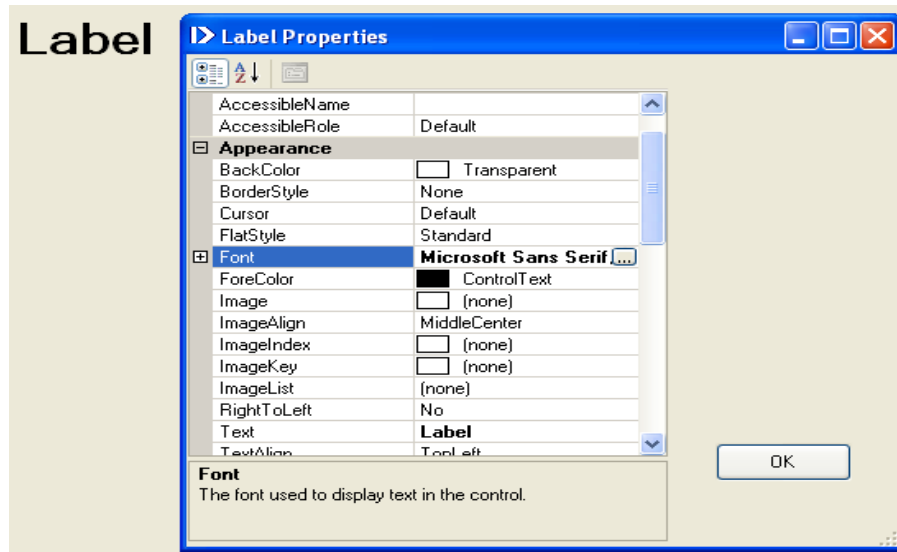 Label
Label Properties
AccessibleName
AccessibleRole Default
Appearance
BackColor Transparent
BorderStyle None
Cursor Default
FlatStyle Standard
Font Microsoft Sans Serif, ...
ForeColor ControlText
Image (none)
ImageAlign MiddleCenter
ImageIndex (none)
ImageKey (none)
ImageList (none)
RightToLeft No
Text Label
TextAlign TopLeft
OK
Font
The font used to display text in the control.